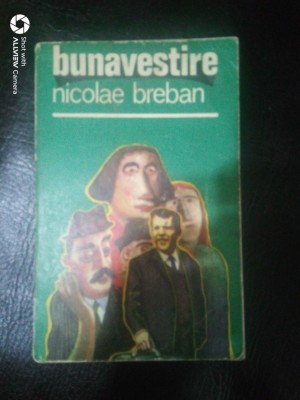 bunavestire
nicolae breban
Shot with
ALLVIEW Camera